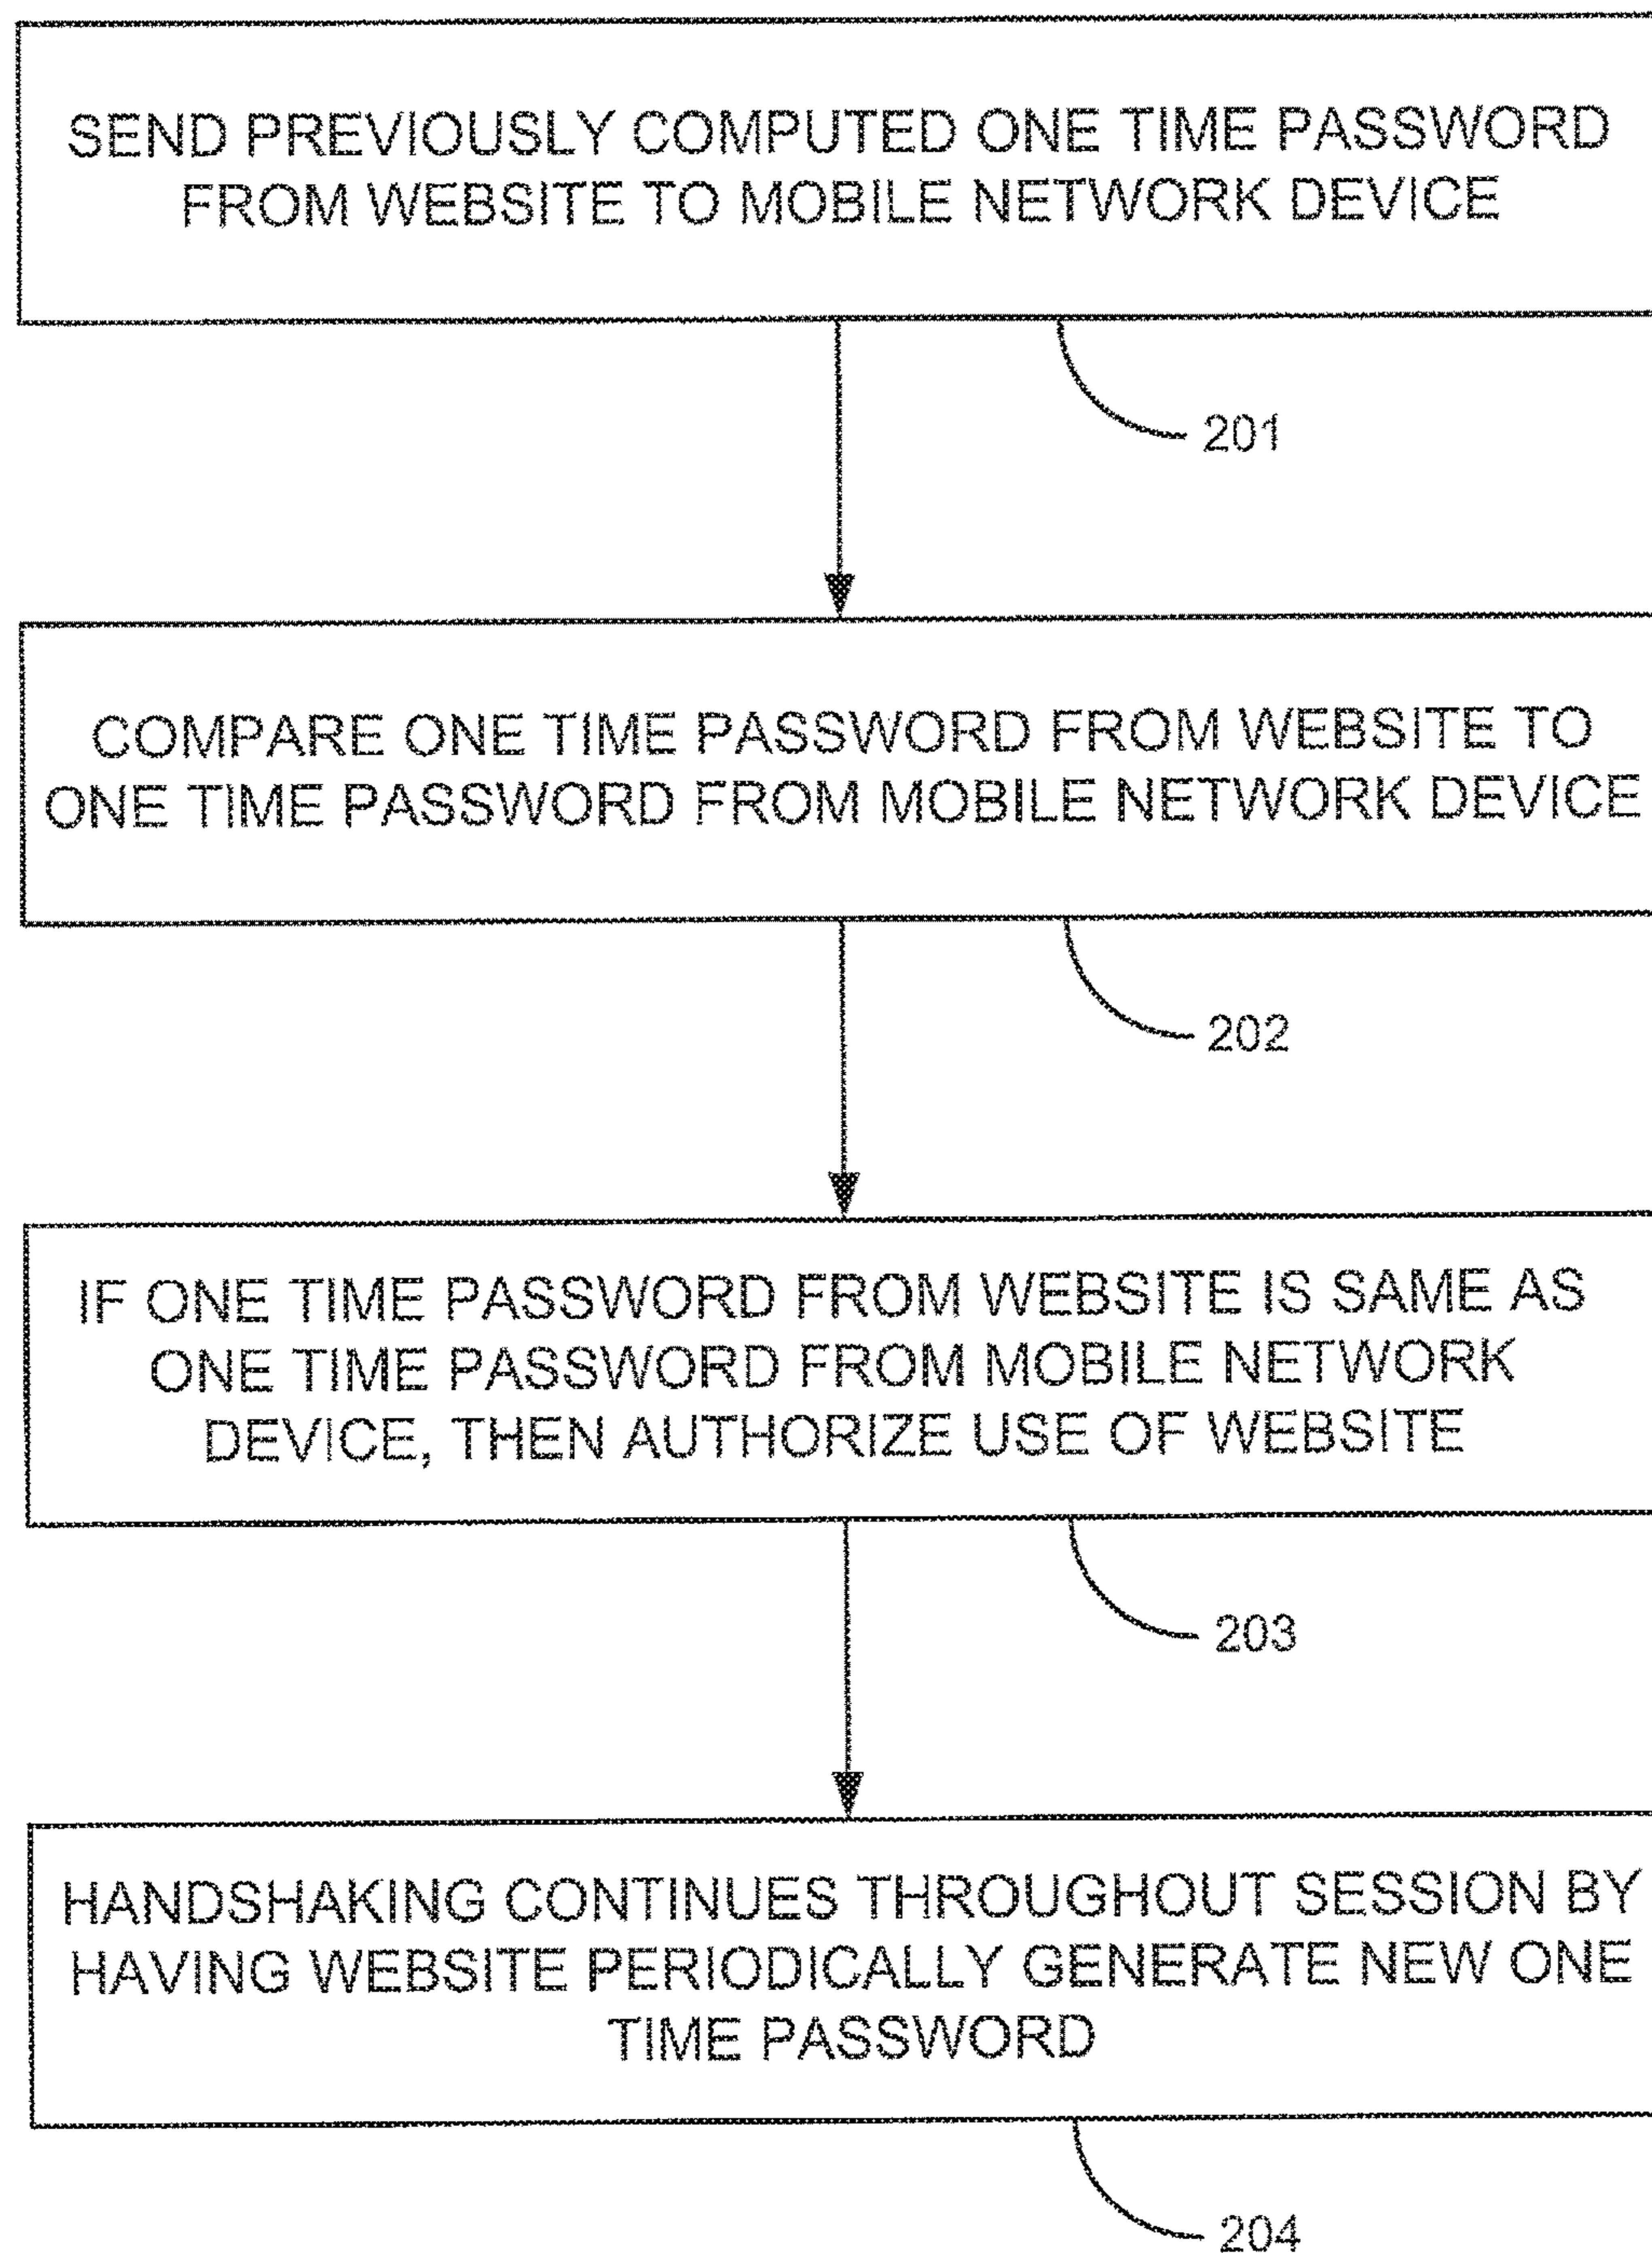 SEND PREVIOUSLY COMPUTED ONE TIME PASSWORD
FROM WEBSITE TO MOBILE NETWORK DEVICE
201
COMPARE ONE TIME PASSWORD FROM WEBSITE TO
ONE TIME PASSWORD FROM MOBILE NETWORK DEVICE
202
IF ONE TIME PASSWORD FROM WEBSITE IS SAME AS
ONE TIME PASSWORD FROM MOBILE NETWORK
DEVICE, THEN AUTHORIZE USE OF WEBSITE
203
HANDSHAKING CONTINUES THROUGHOUT SESSION BY
HAVING WEBSITE PERIODICALLY GENERATE NEW ONE
TIME PASSWORD
204